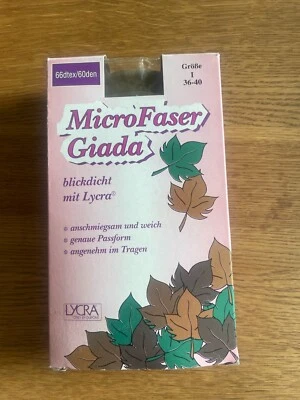 66dtex/60den
Größe
1
36-40
MicroFaser
Giada
blickdicht
mit Lycra®
anschmiegsam und weich
genaue Passform
angenehm im Tragen
LYCRA